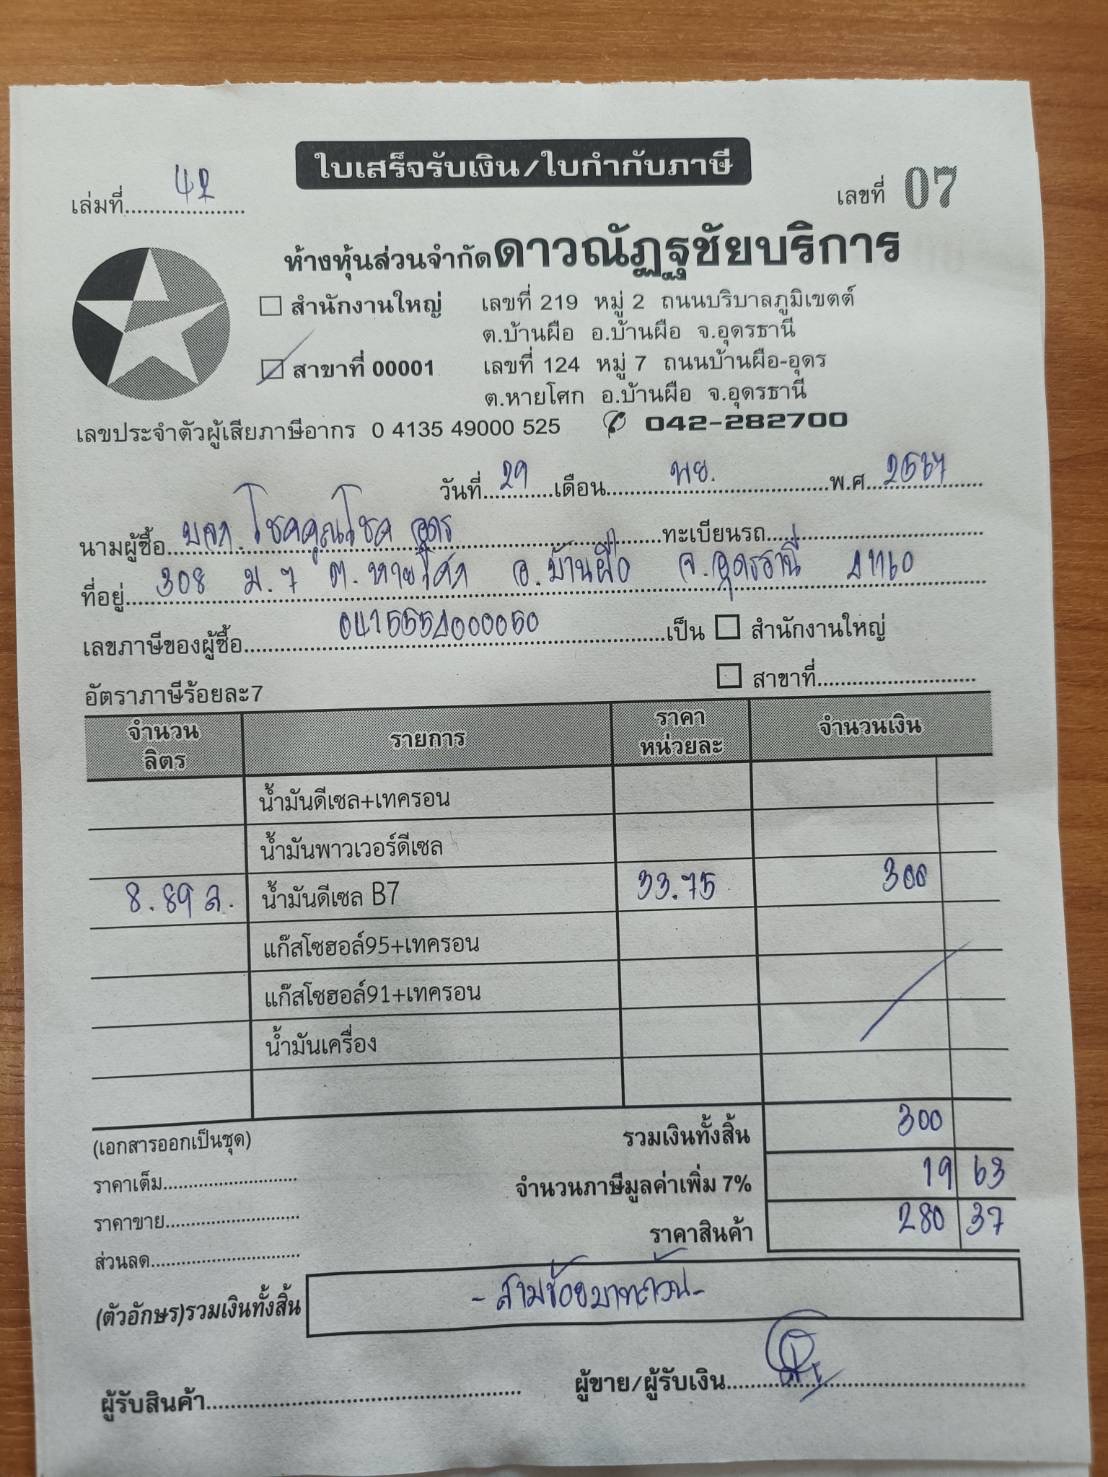 ใบเสร็จรับเงิน/ใบกำกับภาษี
เล่มที่ 42 เลขที่ 07
ห้างหุ้นส่วนจำกัดดาวณัฏฐชัยบริการ
สำนักงานใหญ่ เลขที่ 219 หมู่ 2 ถนนบริบาลภูมิเขตต์
ต.บ้านผือ อ.บ้านผือ จ.อุดรธานี
สาขาที่ 00001 เลขที่ 124 หมู่ 7 ถนนบ้านผือ-อุดร
ต.หายโศก อ.บ้านผือ จ.อุดรธานี
เลขประจำตัวผู้เสียภาษีอากร 0 4135 49000 525 042-282700
วันที่ 29 เดือน พย. พ.ศ. 2567
นามผู้ซื้อ บจก. โชคคุณโชค อุดร ทะเบียนรถ
ที่อยู่ 308 ม.7 ต.หายโศก อ.บ้านผือ จ.อุดรธานี 41160
เลขภาษีของผู้ซื้อ 0415554000050 เป็น สำนักงานใหญ่
สาขาที่
อัตราภาษีร้อยละ7
จำนวนลิตร รายการ ราคาหน่วยละ จำนวนเงิน
น้ำมันดีเซล+เทครอน
น้ำมันพาวเวอร์ดีเซล
8.89 ล. น้ำมันดีเซล B7 33.75 300
แก๊สโซฮอล์95+เทครอน
แก๊สโซฮอล์91+เทครอน
น้ำมันเครื่อง
(เอกสารออกเป็นชุด) รวมเงินทั้งสิ้น 300
ราคาเต็ม จำนวนภาษีมูลค่าเพิ่ม 7% 19 63
ราคาขาย ราคาสินค้า 280 37
ส่วนลด
(ตัวอักษร)รวมเงินทั้งสิ้น -สามร้อยบาทถ้วน-
ผู้รับสินค้า ผู้ขาย/ผู้รับเงิน